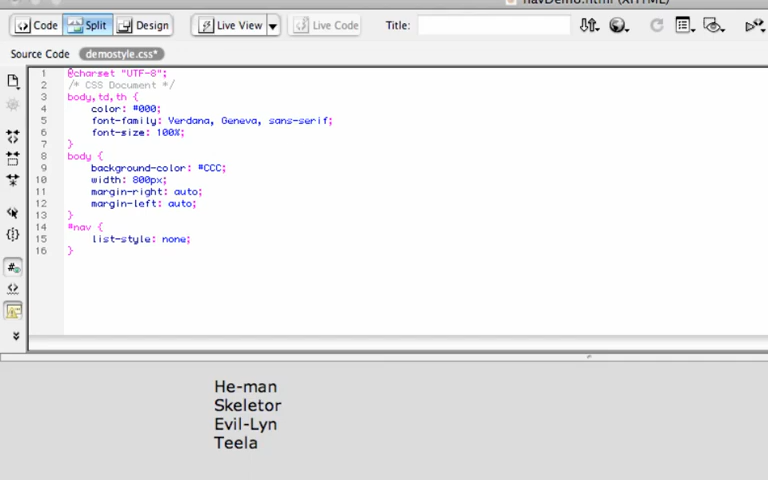 navDemo.html (XHTML)
Code Split Design Live View Live Code Title:
Source Code demostyle.css*
1 @charset "UTF-8";
2 /* CSS Document */
3 body,td,th {
4 color: #000;
5 font-family: Verdana, Geneva, sans-serif;
6 font-size: 100%;
7 }
8 body {
9 background-color: #CCC;
10 width: 800px;
11 margin-right: auto;
12 margin-left: auto;
13 }
14 #nav {
15 list-style: none;
16 }
He-man
Skeletor
Evil-Lyn
Teela